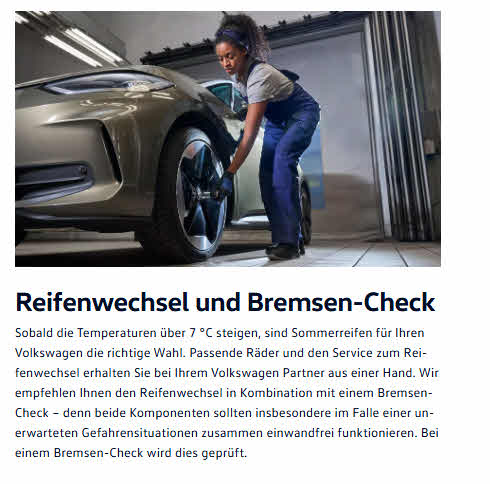 Reifenwechsel und Bremsen-Check
Sobald die Temperaturen über 7 °C steigen, sind Sommerreifen für Ihren
Volkswagen die richtige Wahl. Passende Räder und den Service zum Rei-
fenwechsel erhalten Sie bei Ihrem Volkswagen Partner aus einer Hand. Wir
empfehlen Ihnen den Reifenwechsel in Kombination mit einem Bremsen-
Check – denn beide Komponenten sollten insbesondere im Falle einer un-
erwarteten Gefahrensituationen zusammen einwandfrei funktionieren. Bei
einem Bremsen-Check wird dies geprüft.